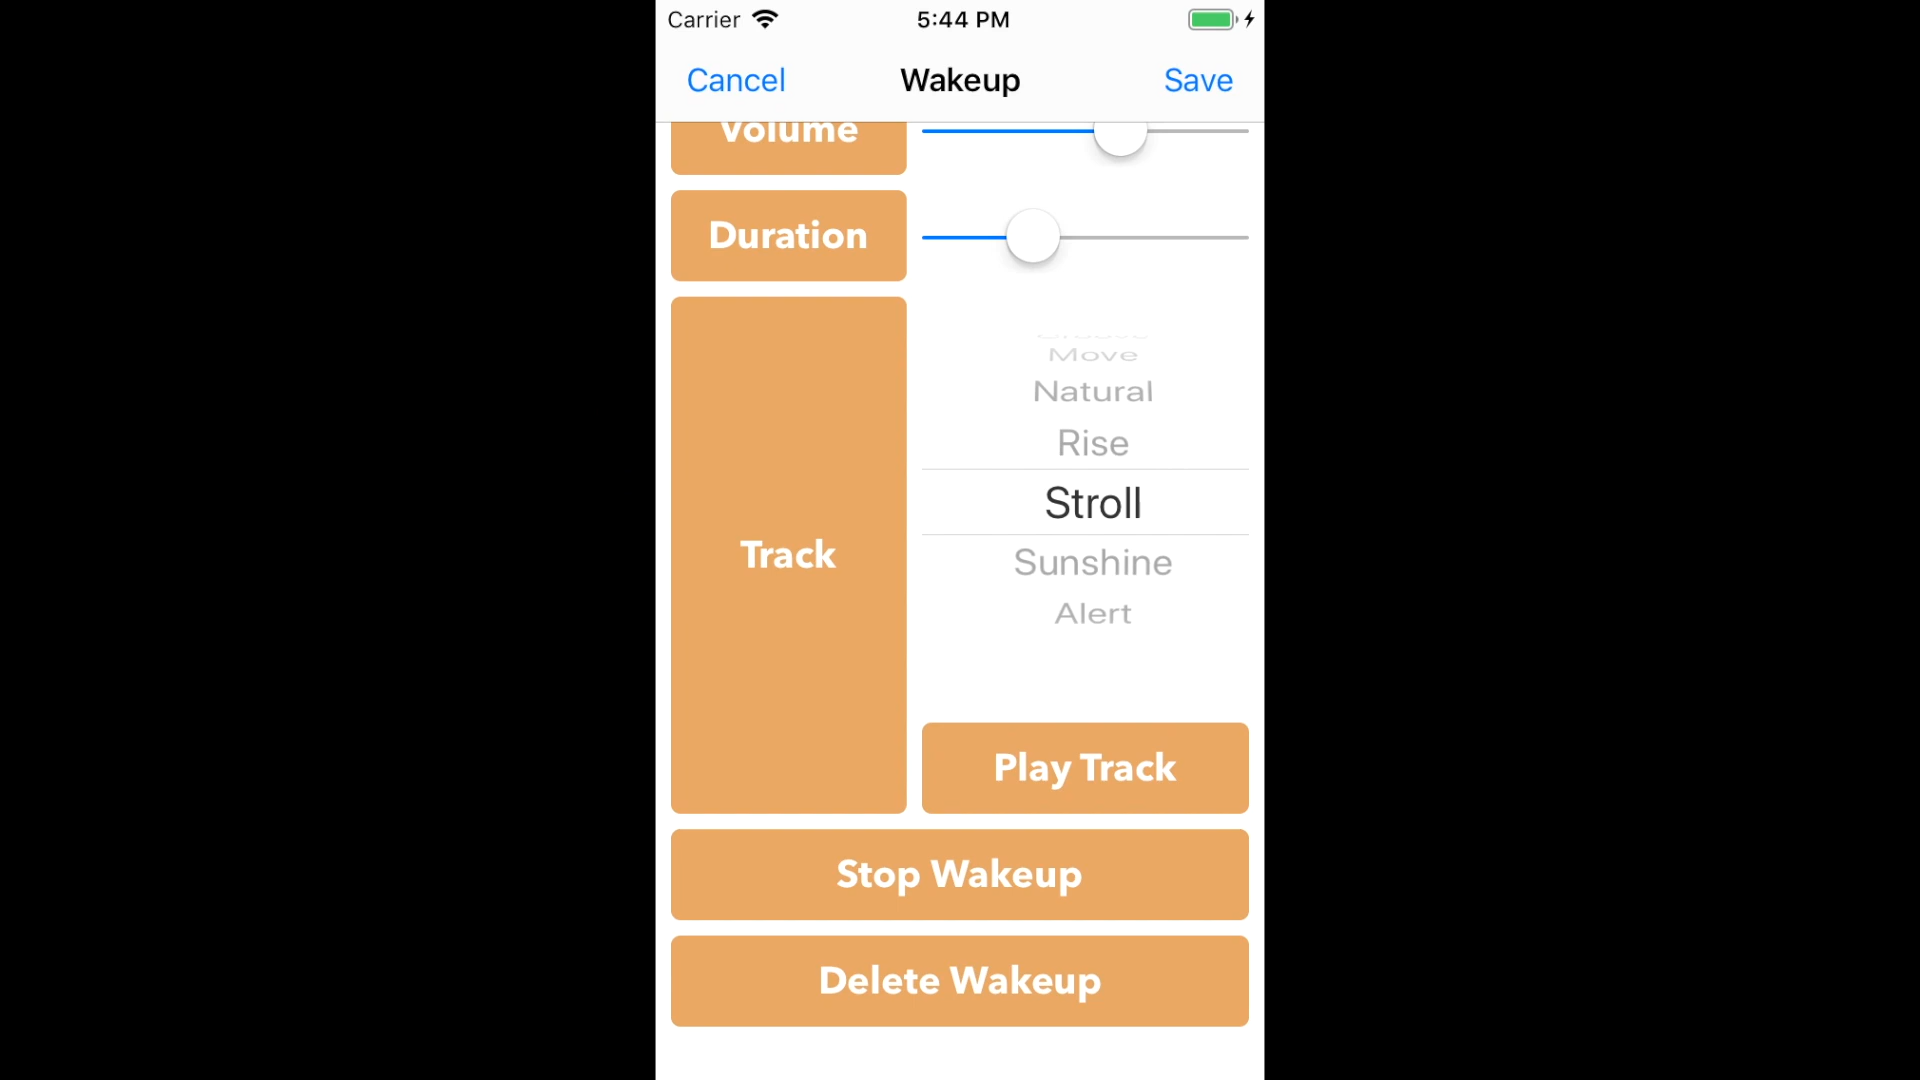 Carrier 5:44 PM
Cancel Wakeup Save
Volume
Duration
Move
Natural
Rise
Stroll
Sunshine
Alert
Track
Play Track
Stop Wakeup
Delete Wakeup